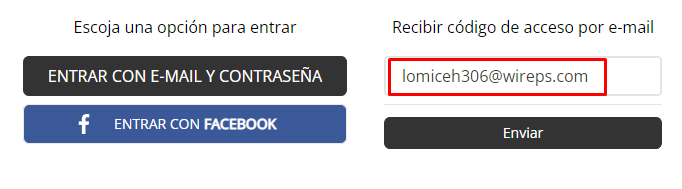 Escoja una opción para entrar
ENTRAR CON E-MAIL Y CONTRASEÑA
ENTRAR CON FACEBOOK
Recibir código de acceso por e-mail
lomiceh306@wireps.com
Enviar